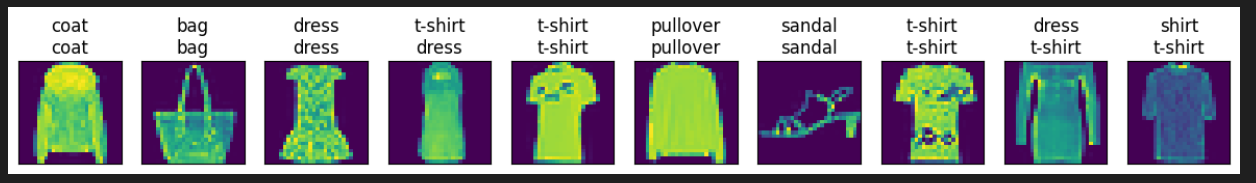 coat bag dress t-shirt t-shirt pullover sandal t-shirt dress shirt
coat bag dress dress t-shirt pullover sandal t-shirt t-shirt t-shirt